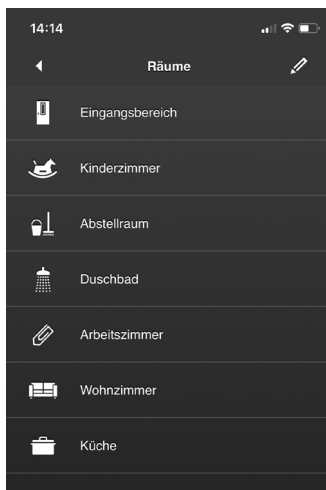 14:14
Räume
Eingangsbereich
Kinderzimmer
Abstellraum
Duschbad
Arbeitszimmer
Wohnzimmer
Küche